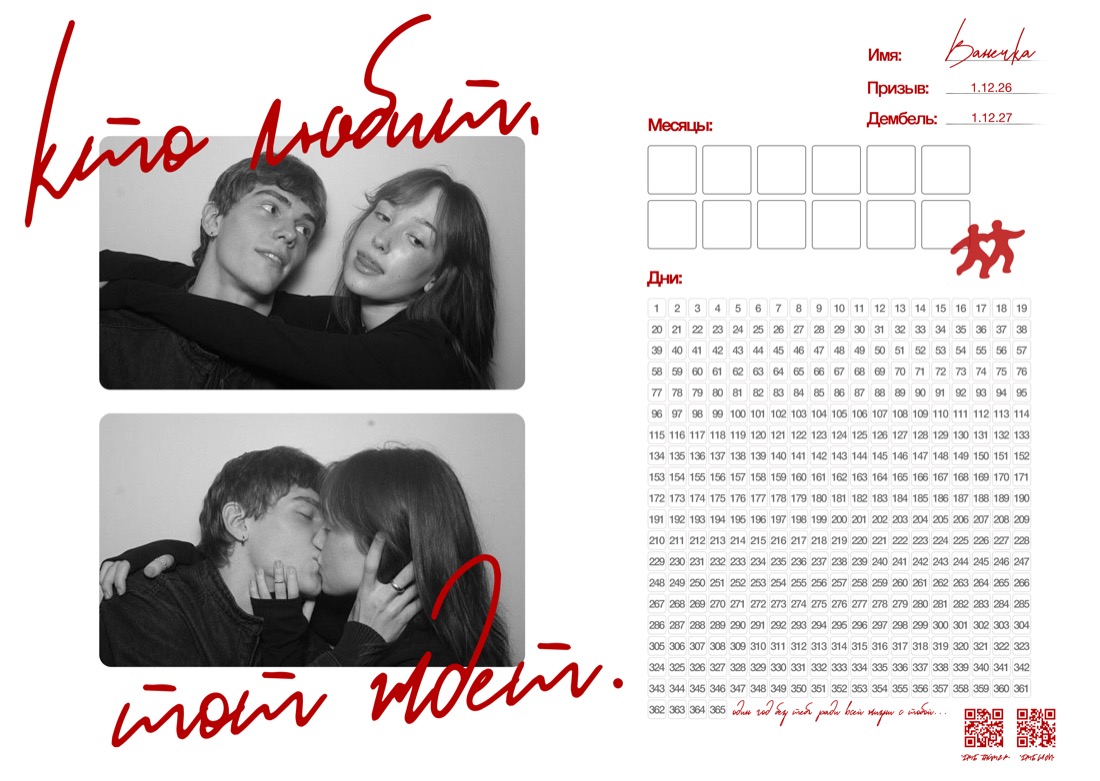 кто любит,
тот ждет.
Имя: Ванечка
Призыв: 1.12.26
Дембель: 1.12.27
Месяцы:
Дни:
1 2 3 4 5 6 7 8 9 10 11 12 13 14 15 16 17 18 19
20 21 22 23 24 25 26 27 28 29 30 31 32 33 34 35 36 37 38
39 40 41 42 43 44 45 46 47 48 49 50 51 52 53 54 55 56 57
58 59 60 61 62 63 64 65 66 67 68 69 70 71 72 73 74 75 76
77 78 79 80 81 82 83 84 85 86 87 88 89 90 91 92 93 94 95
96 97 98 99 100 101 102 103 104 105 106 107 108 109 110 111 112 113 114
115 116 117 118 119 120 121 122 123 124 125 126 127 128 129 130 131 132 133
134 135 136 137 138 139 140 141 142 143 144 145 146 147 148 149 150 151 152
153 154 155 156 157 158 159 160 161 162 163 164 165 166 167 168 169 170 171
172 173 174 175 176 177 178 179 180 181 182 183 184 185 186 187 188 189 190
191 192 193 194 195 196 197 198 199 200 201 202 203 204 205 206 207 208 209
210 211 212 213 214 215 216 217 218 219 220 221 222 223 224 225 226 227 228
229 230 231 232 233 234 235 236 237 238 239 240 241 242 243 244 245 246 247
248 249 250 251 252 253 254 255 256 257 258 259 260 261 262 263 264 265 266
267 268 269 270 271 272 273 274 275 276 277 278 279 280 281 282 283 284 285
286 287 288 289 290 291 292 293 294 295 296 297 298 299 300 301 302 303 304
305 306 307 308 309 310 311 312 313 314 315 316 317 318 319 320 321 322 323
324 325 326 327 328 329 330 331 332 333 334 335 336 337 338 339 340 341 342
343 344 345 346 347 348 349 350 351 352 353 354 355 356 357 358 359 360 361
362 363 364 365 один год без тебя ради всей жизни с тобой...